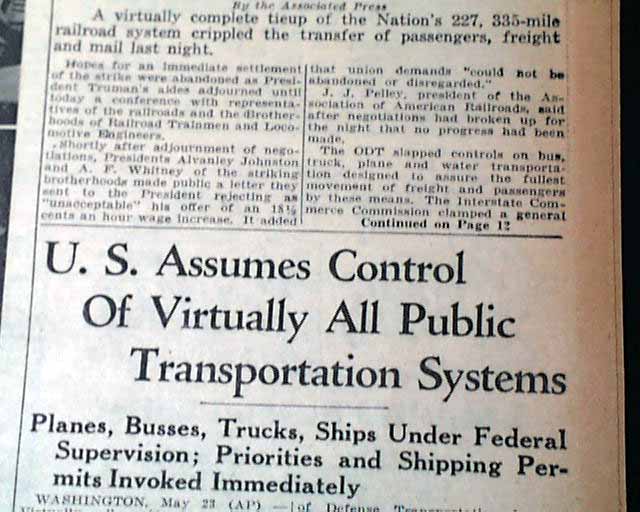 By the Associated Press
A virtually complete tieup of the Nation's 227, 335-mile
railroad system crippled the transfer of passengers, freight
and mail last night.
Hopes for an immediate settlement
of the strike were abandoned as Presi-
dent Truman's aides adjourned until
today a conference with representa-
tives of the railroads and the Brother-
hoods of Railroad Trainmen and Loco-
motive Engineers.
Shortly after adjournment of nego-
tiations, Presidents Alvanley Johnston
and A. F. Whitney of the striking
brotherhoods made public a letter they
sent to the President rejecting as
"unacceptable" his offer of an 18½
cents an hour wage increase. It added
that union demands "could not be
abandoned or disregarded."
J. J. Pelley, president of the As-
sociation of American Railroads, said
after negotiations had broken up for
the night that no progress had been
made.
The ODT slapped controls on bus,
truck, plane and water transporta-
tion designed to assure the fullest
movement of freight and passengers
by these means. The Interstate Com-
merce Commission clamped a general
Continued on Page 12
U. S. Assumes Control
Of Virtually All Public
Transportation Systems
Planes, Busses, Trucks, Ships Under Federal
Supervision; Priorities and Shipping Per-
mits Invoked Immediately
WASHINGTON, May 23 (AP) —
of Defense